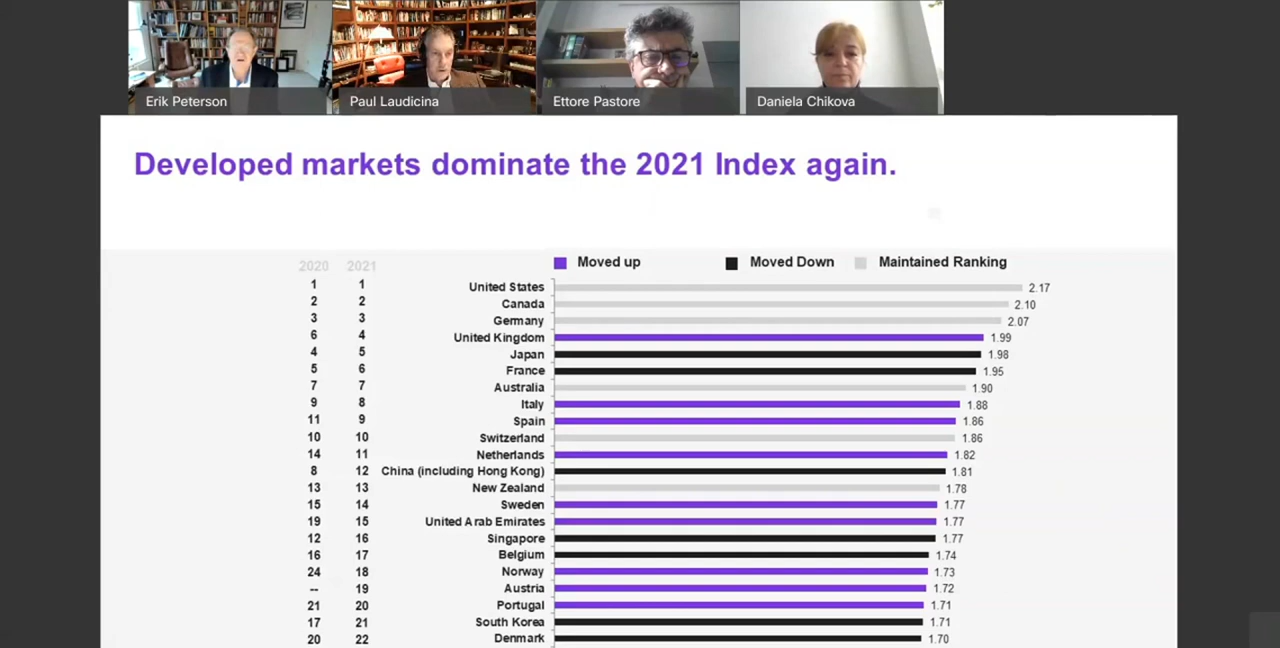 Erik Peterson
Paul Laudicina
Ettore Pastore
Daniela Chikova
Developed markets dominate the 2021 Index again.
2020 2021
Moved up
Moved Down
Maintained Ranking
1 1 United States 2.17
2 2 Canada 2.10
3 3 Germany 2.07
6 4 United Kingdom 1.99
4 5 Japan 1.98
5 6 France 1.95
7 7 Australia 1.90
9 8 Italy 1.88
11 9 Spain 1.86
10 10 Switzerland 1.86
14 11 Netherlands 1.82
8 12 China (including Hong Kong) 1.81
13 13 New Zealand 1.78
15 14 Sweden 1.77
19 15 United Arab Emirates 1.77
12 16 Singapore 1.77
16 17 Belgium 1.74
24 18 Norway 1.73
-- 19 Austria 1.72
21 20 Portugal 1.71
17 21 South Korea 1.71
20 22 Denmark 1.70